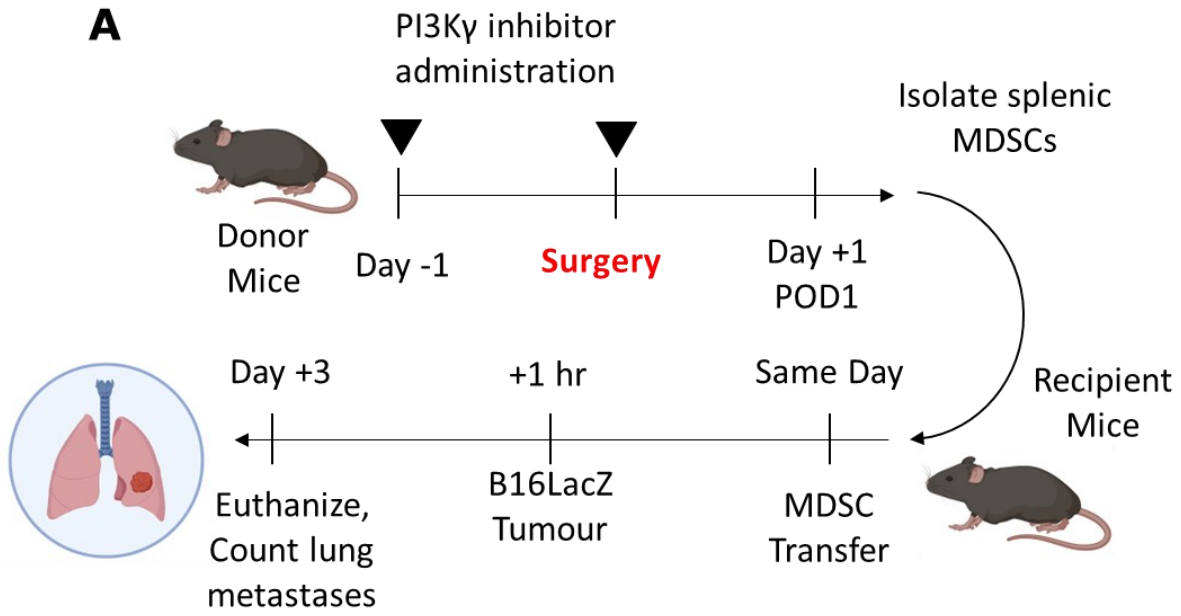 A
PI3Kγ inhibitor
administration
Isolate splenic
MDSCs
Donor
Mice
Day -1
Surgery
Day +1
POD1
Day +3
+1 hr
Same Day
Recipient
Mice
Euthanize,
Count lung
metastases
B16LacZ
Tumour
MDSC
Transfer